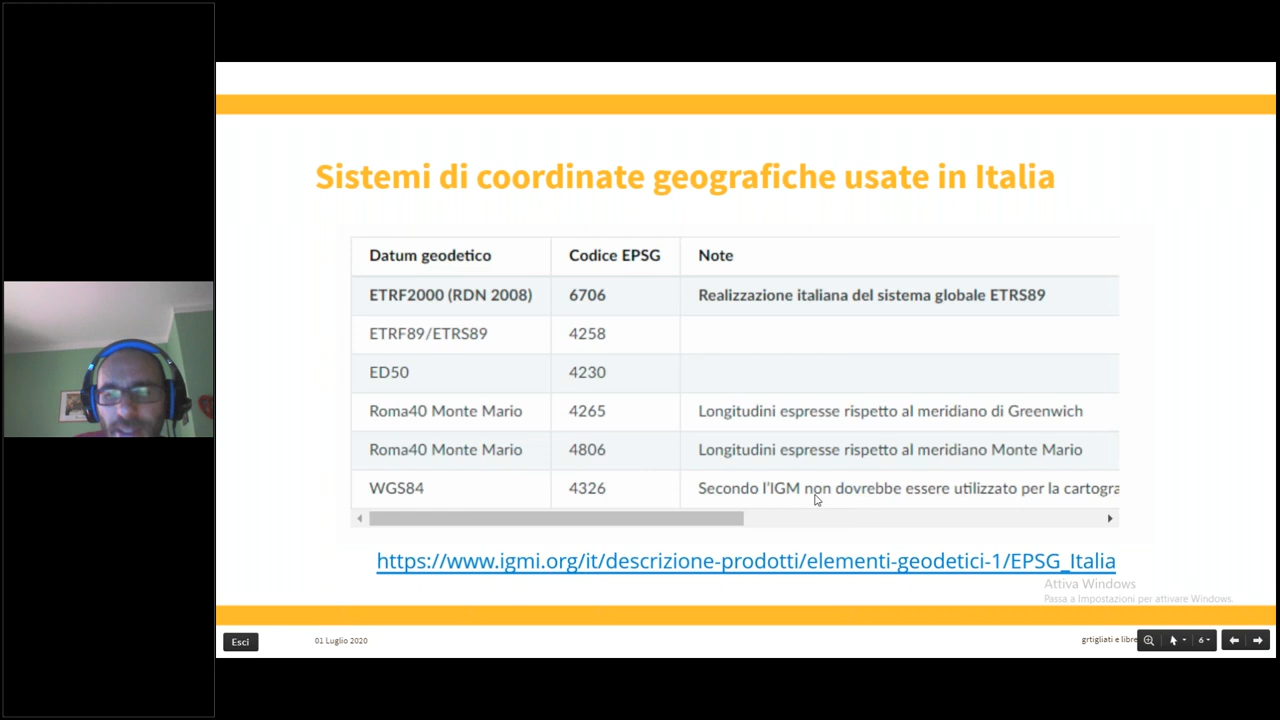 Sistemi di coordinate geografiche usate in Italia
Datum geodetico Codice EPSG Note
ETRF2000 (RDN 2008) 6706 Realizzazione italiana del sistema globale ETRS89
ETRF89/ETRS89 4258
ED50 4230
Roma40 Monte Mario 4265 Longitudini espresse rispetto al meridiano di Greenwich
Roma40 Monte Mario 4806 Longitudini espresse rispetto al meridiano Monte Mario
WGS84 4326 Secondo l'IGM non dovrebbe essere utilizzato per la cartogra
https://www.igmi.org/it/descrizione-prodotti/elementi-geodetici-1/EPSG_Italia
Attiva Windows
Passa a Impostazioni per attivare Windows.
Esci 01 Luglio 2020 grtigliati e libre 6